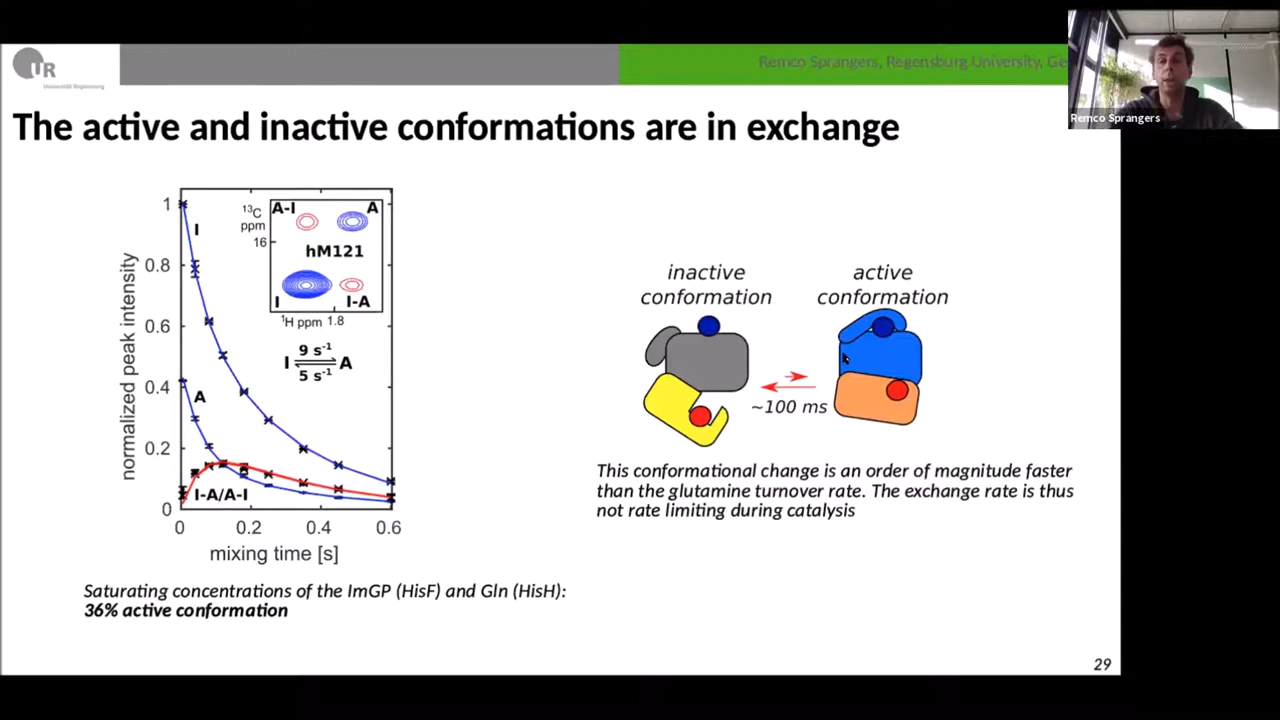 UR
Universität Regensburg
Remco Sprangers, Regensburg University, Ge
Remco Sprangers
The active and inactive conformations are in exchange
normalized peak intensity
1
0.8
0.6
0.4
0.2
0
0
0.2
0.4
0.6
mixing time [s]
I
A
I-A/A-I
13C
ppm
16
A-I
A
hM121
I
I-A
1H ppm 1.8
9 s-1
I A
5 s-1
Saturating concentrations of the ImGP (HisF) and Gln (HisH):
36% active conformation
inactive
conformation
active
conformation
~100 ms
This conformational change is an order of magnitude faster
than the glutamine turnover rate. The exchange rate is thus
not rate limiting during catalysis
29